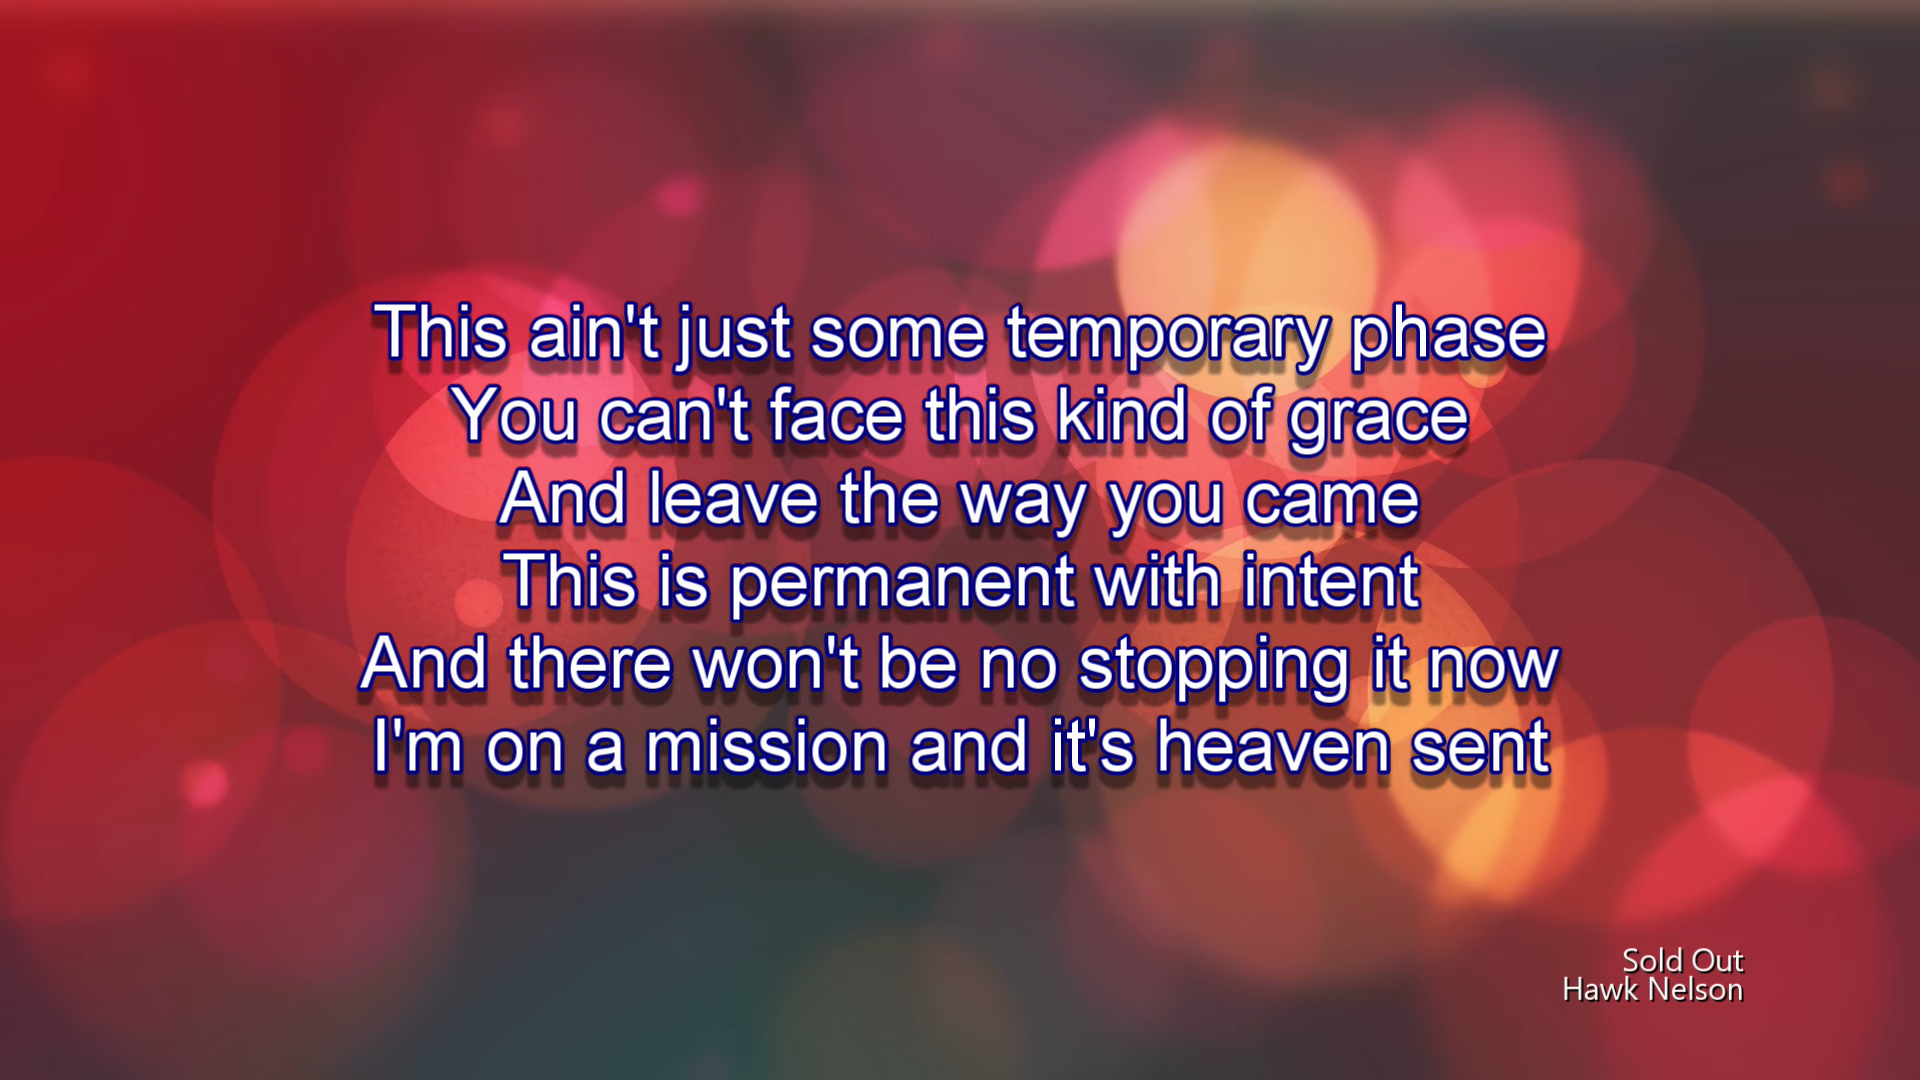 This ain't just some temporary phase
You can't face this kind of grace
And leave the way you came
This is permanent with intent
And there won't be no stopping it now
I'm on a mission and it's heaven sent
Sold Out
Hawk Nelson